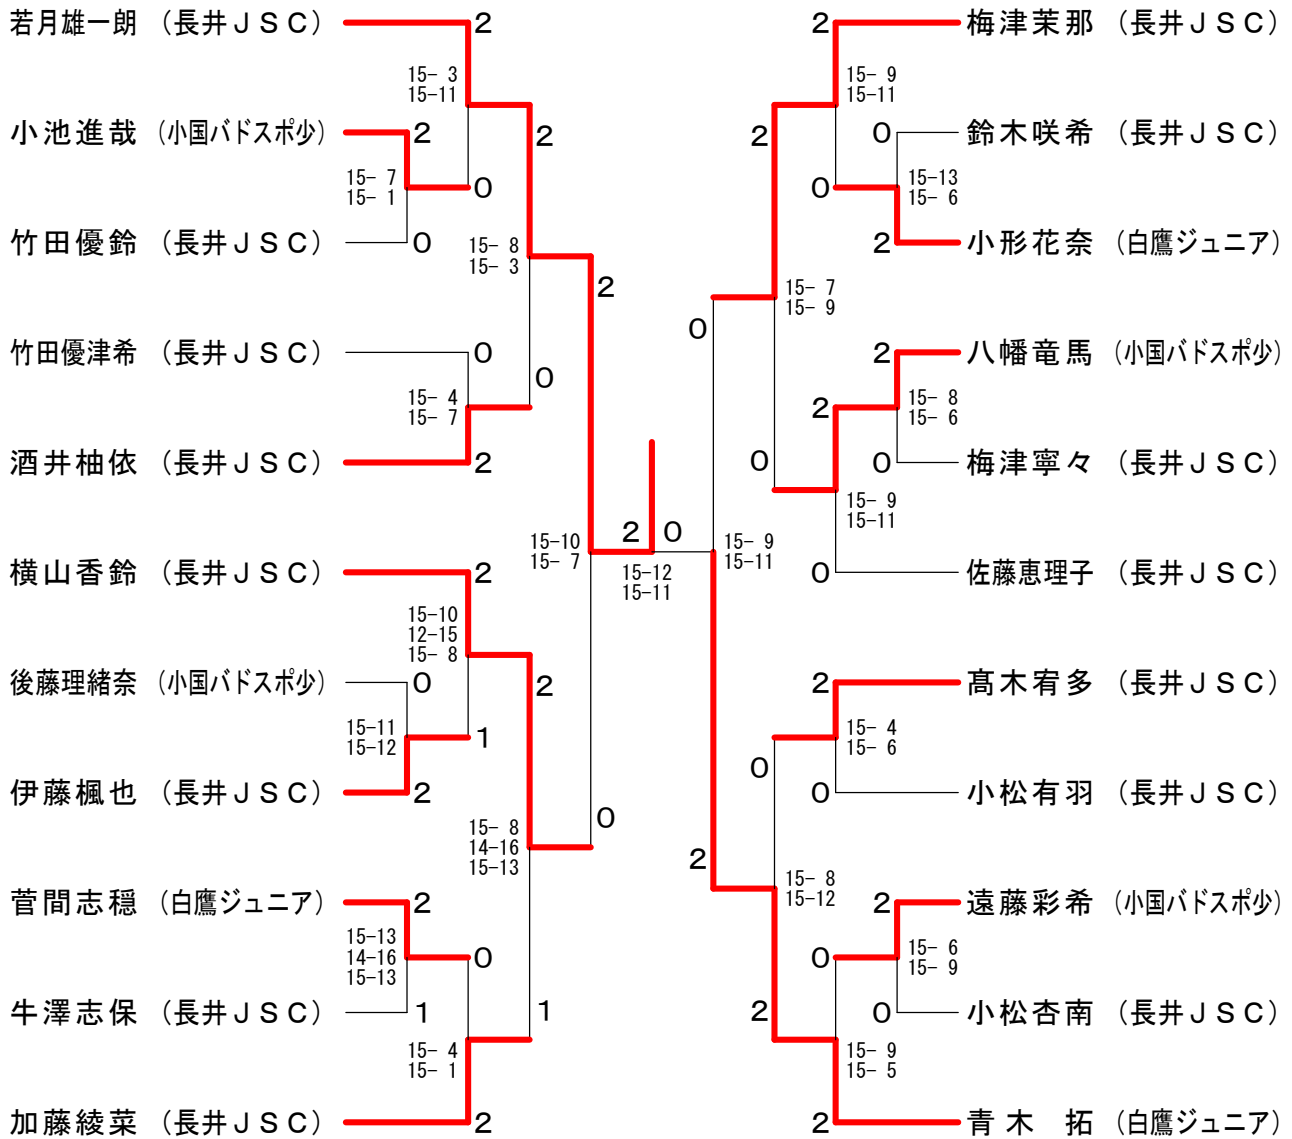 若月雄一朗 （長井ＪＳＣ） 2
15- 3
15-11
小池進哉 （小国バドスポ少） 2
2
15- 7
15- 1
0
竹田優鈴 （長井ＪＳＣ） 0
15- 8
15- 3
2
竹田優津希 （長井ＪＳＣ） 0
0
15- 4
15- 7
酒井柚依 （長井ＪＳＣ） 2
15-10
15- 7
横山香鈴 （長井ＪＳＣ） 2
15-10
12-15
15- 8
後藤理緒奈 （小国バドスポ少） 0
2
15-11
15-12
1
伊藤楓也 （長井ＪＳＣ） 2
0
15- 8
14-16
15-13
菅間志穏 （白鷹ジュニア） 2
15-13
14-16
15-13
0
牛澤志保 （長井ＪＳＣ） 1
1
15- 4
15- 1
加藤綾菜 （長井ＪＳＣ） 2
2 0
15-12
15-11
2 梅津茉那 （長井ＪＳＣ）
15- 9
15-11
2
0 鈴木咲希 （長井ＪＳＣ）
15-13
15- 6
0
2 小形花奈 （白鷹ジュニア）
15- 7
15- 9
0
2 八幡竜馬 （小国バドスポ少）
15- 8
15- 6
2
0
0 梅津寧々 （長井ＪＳＣ）
15- 9
15-11
0 佐藤恵理子 （長井ＪＳＣ）
15- 9
15-11
2 髙木宥多 （長井ＪＳＣ）
15- 4
15- 6
0
0 小松有羽 （長井ＪＳＣ）
2
15- 8
15-12
2 遠藤彩希 （小国バドスポ少）
15- 6
15- 9
0
2
0 小松杏南 （長井ＪＳＣ）
15- 9
15- 5
2 青木　拓 （白鷹ジュニア）